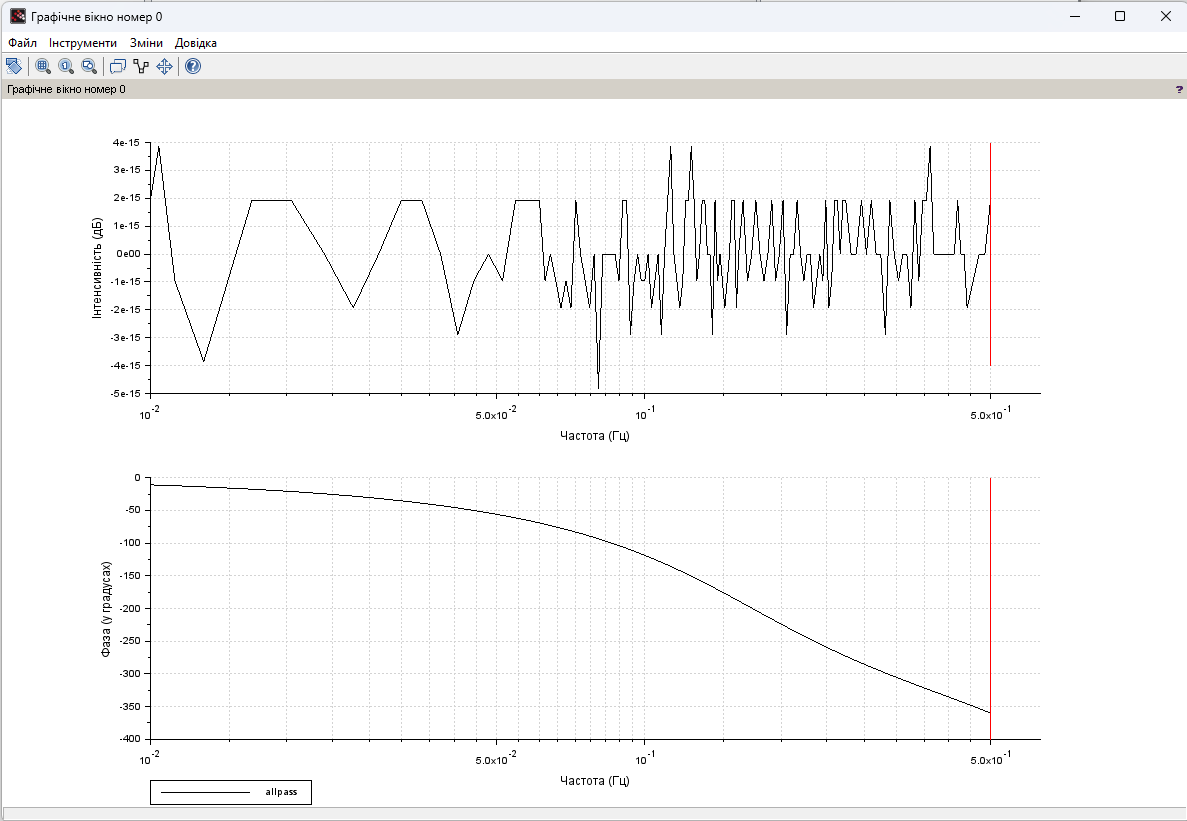 Графічне вікно номер 0
Файл Інструменти Зміни Довідка
Графічне вікно номер 0 ?
4e-15
3e-15
2e-15
1e-15
0e00
-1e-15
-2e-15
-3e-15
-4e-15
-5e-15
Інтенсивність (дБ)
10-2 5.0x10-2 10-1 5.0x10-1
Частота (Гц)
0
-50
-100
-150
-200
-250
-300
-350
-400
Фаза (у градусах)
10-2 5.0x10-2 10-1 5.0x10-1
Частота (Гц)
allpass